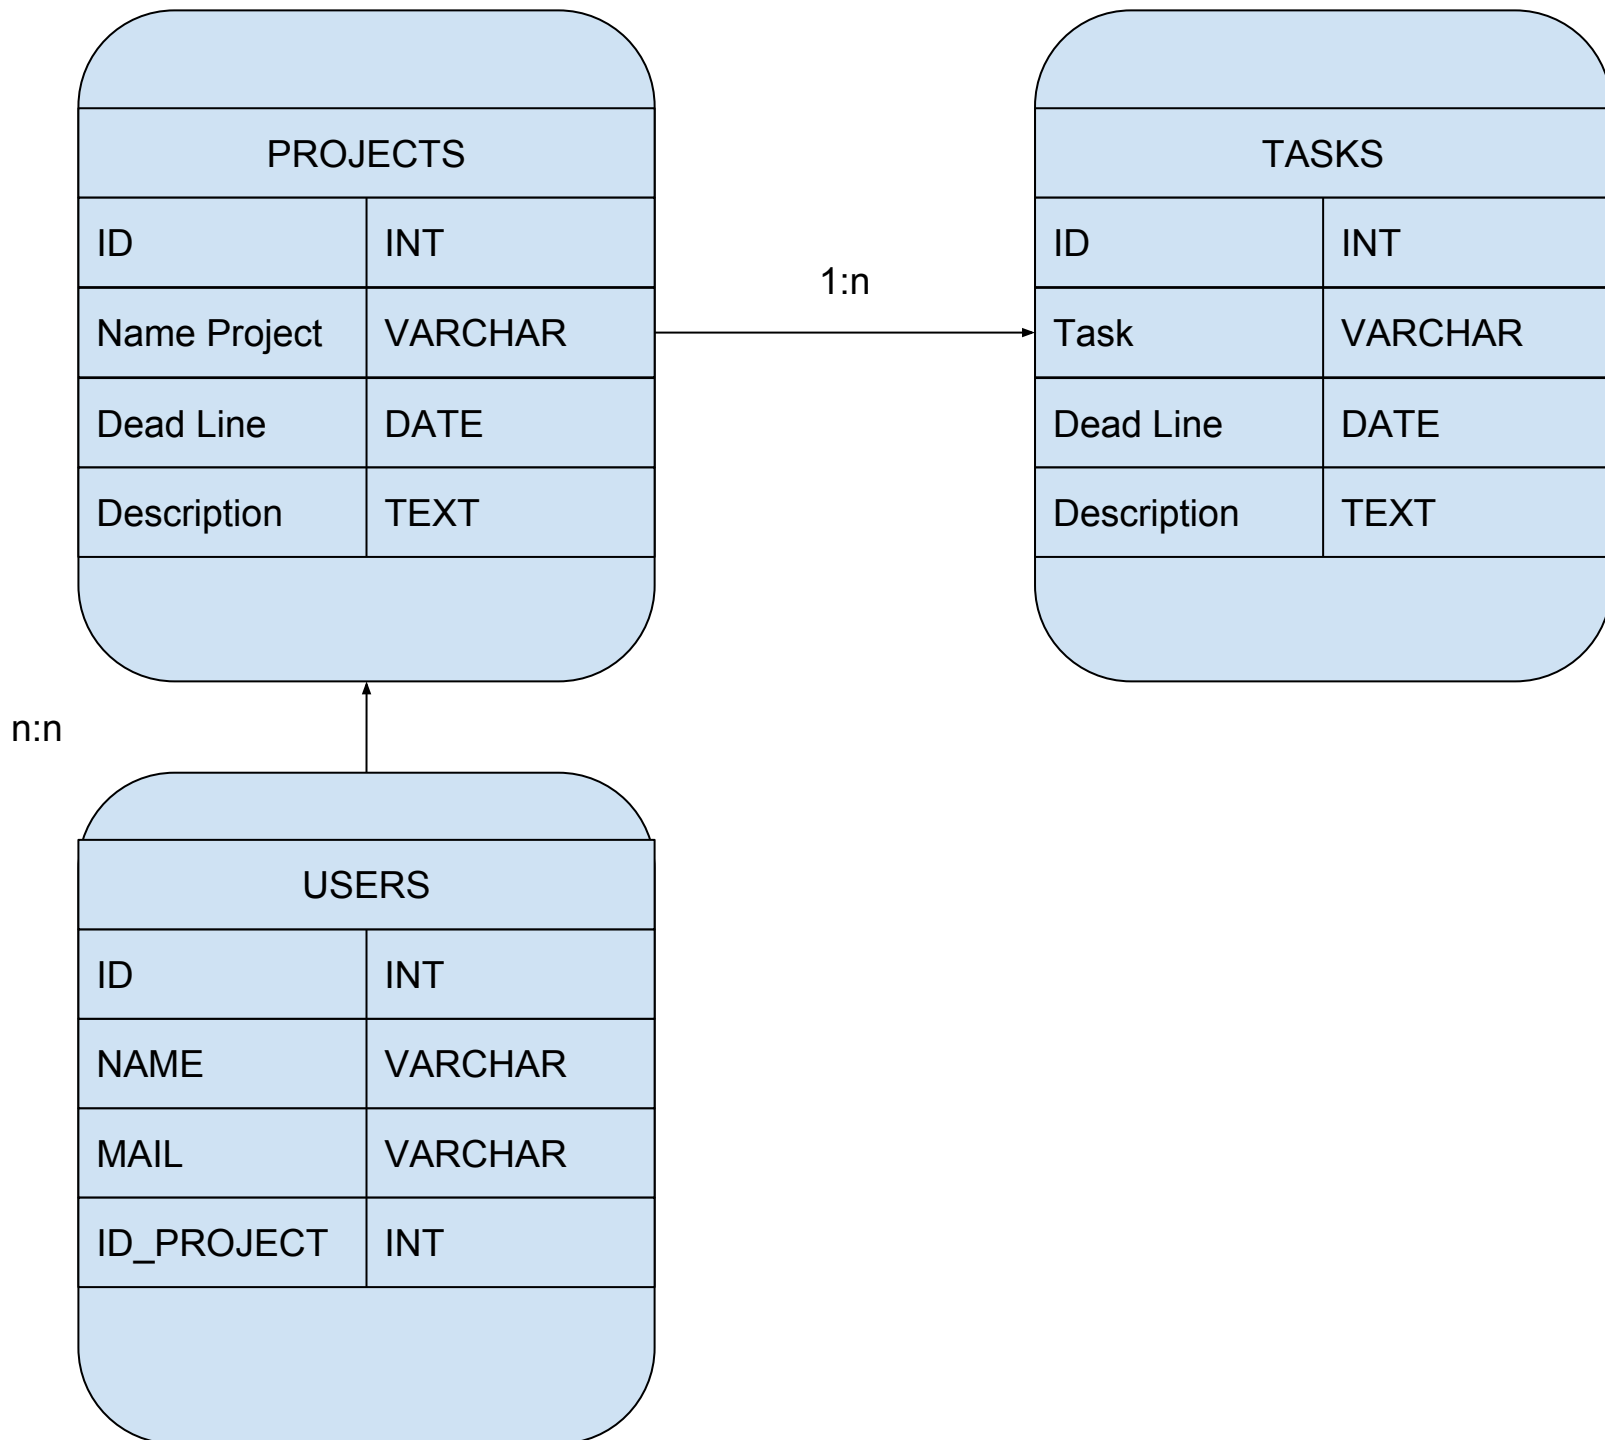 PROJECTS
ID INT
Name Project VARCHAR
Dead Line DATE
Description TEXT
1:n
TASKS
ID INT
Task VARCHAR
Dead Line DATE
Description TEXT
n:n
USERS
ID INT
NAME VARCHAR
MAIL VARCHAR
ID_PROJECT INT